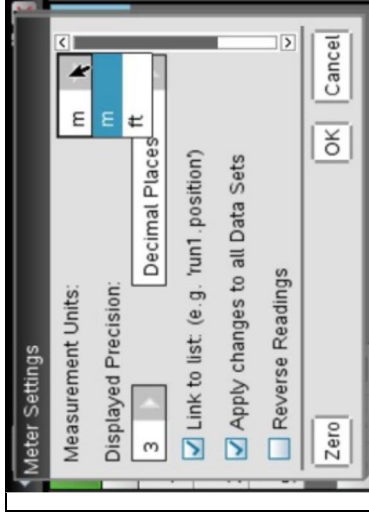 Meter Settings
Measurement Units:
m
m
ft
Displayed Precision:
3
Decimal Places
Link to list: (e.g. 'run1.position')
Apply changes to all Data Sets
Reverse Readings
Zero
OK
Cancel